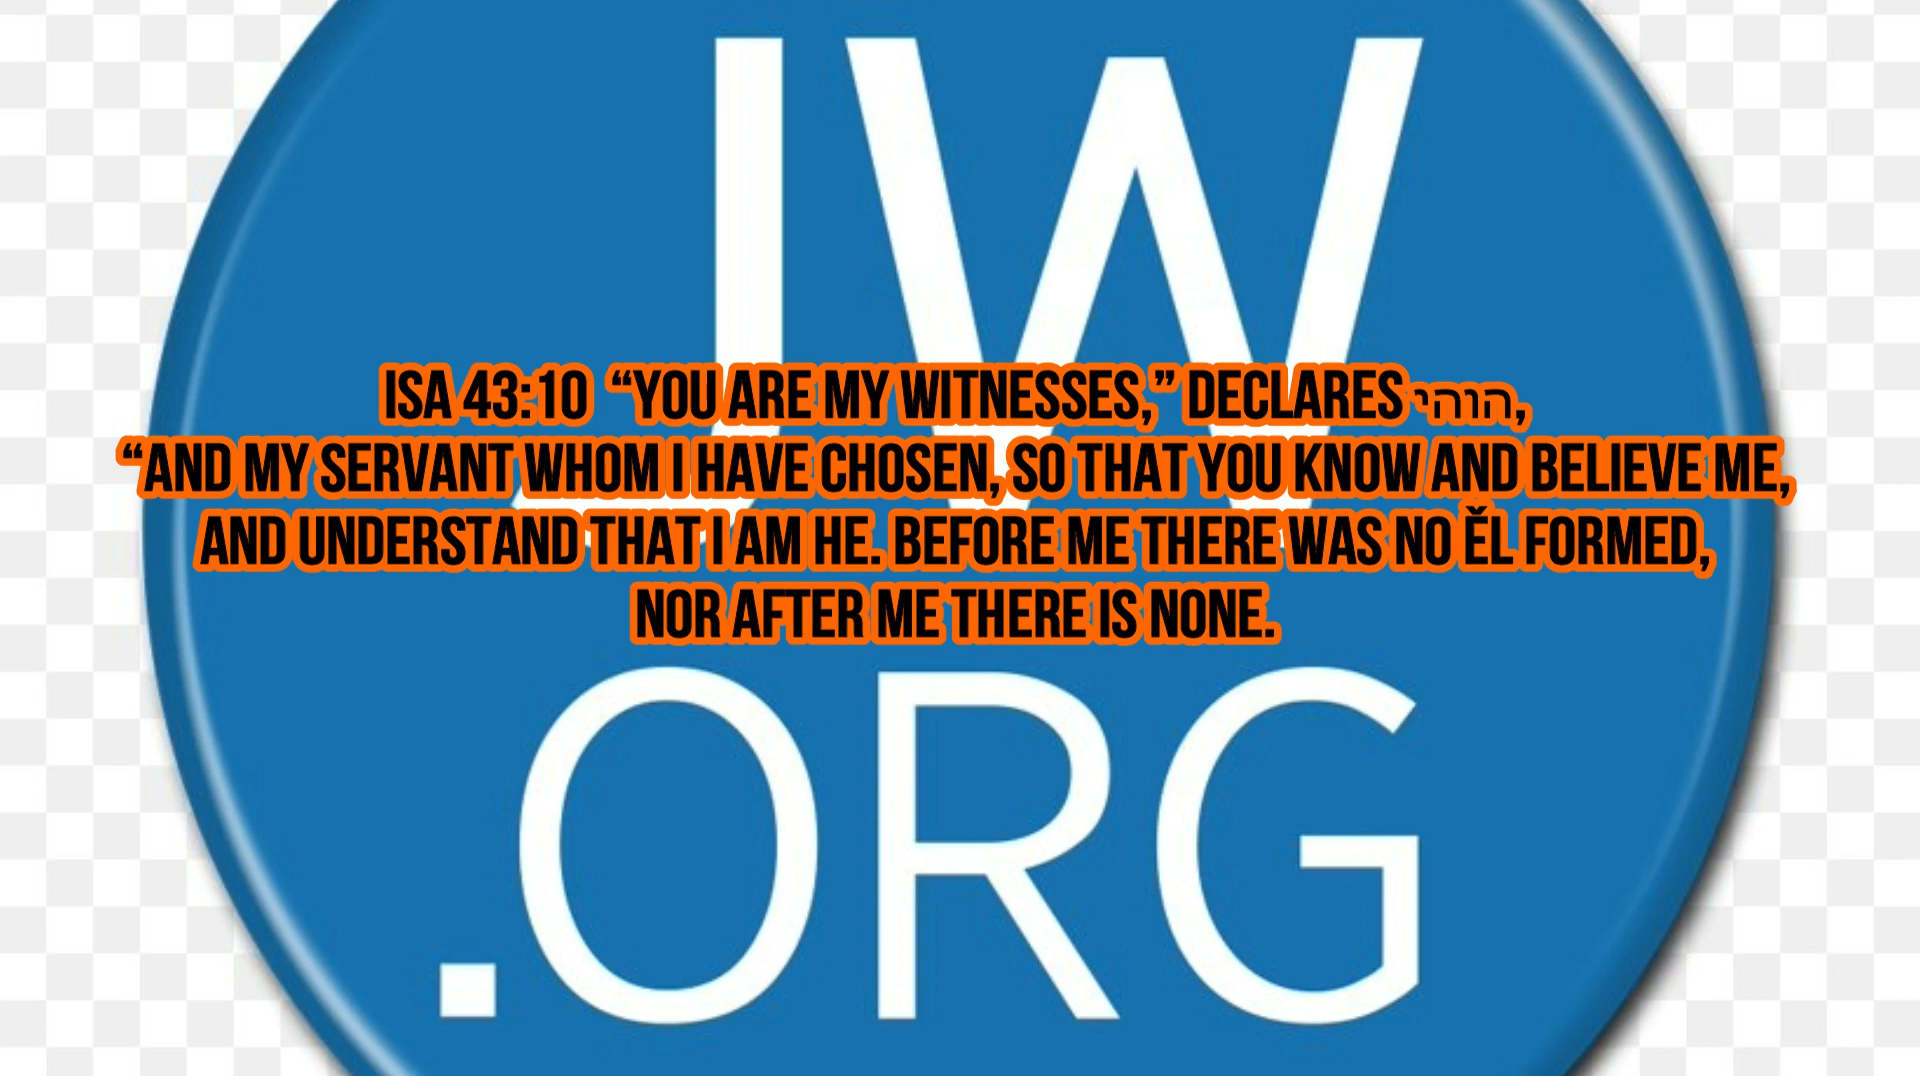 JW
ISA 43:10 “YOU ARE MY WITNESSES,” DECLARES הוהי,
“AND MY SERVANT WHOM I HAVE CHOSEN, SO THAT YOU KNOW AND BELIEVE ME,
AND UNDERSTAND THAT I AM HE. BEFORE ME THERE WAS NO ĔL FORMED,
NOR AFTER ME THERE IS NONE.
.ORG